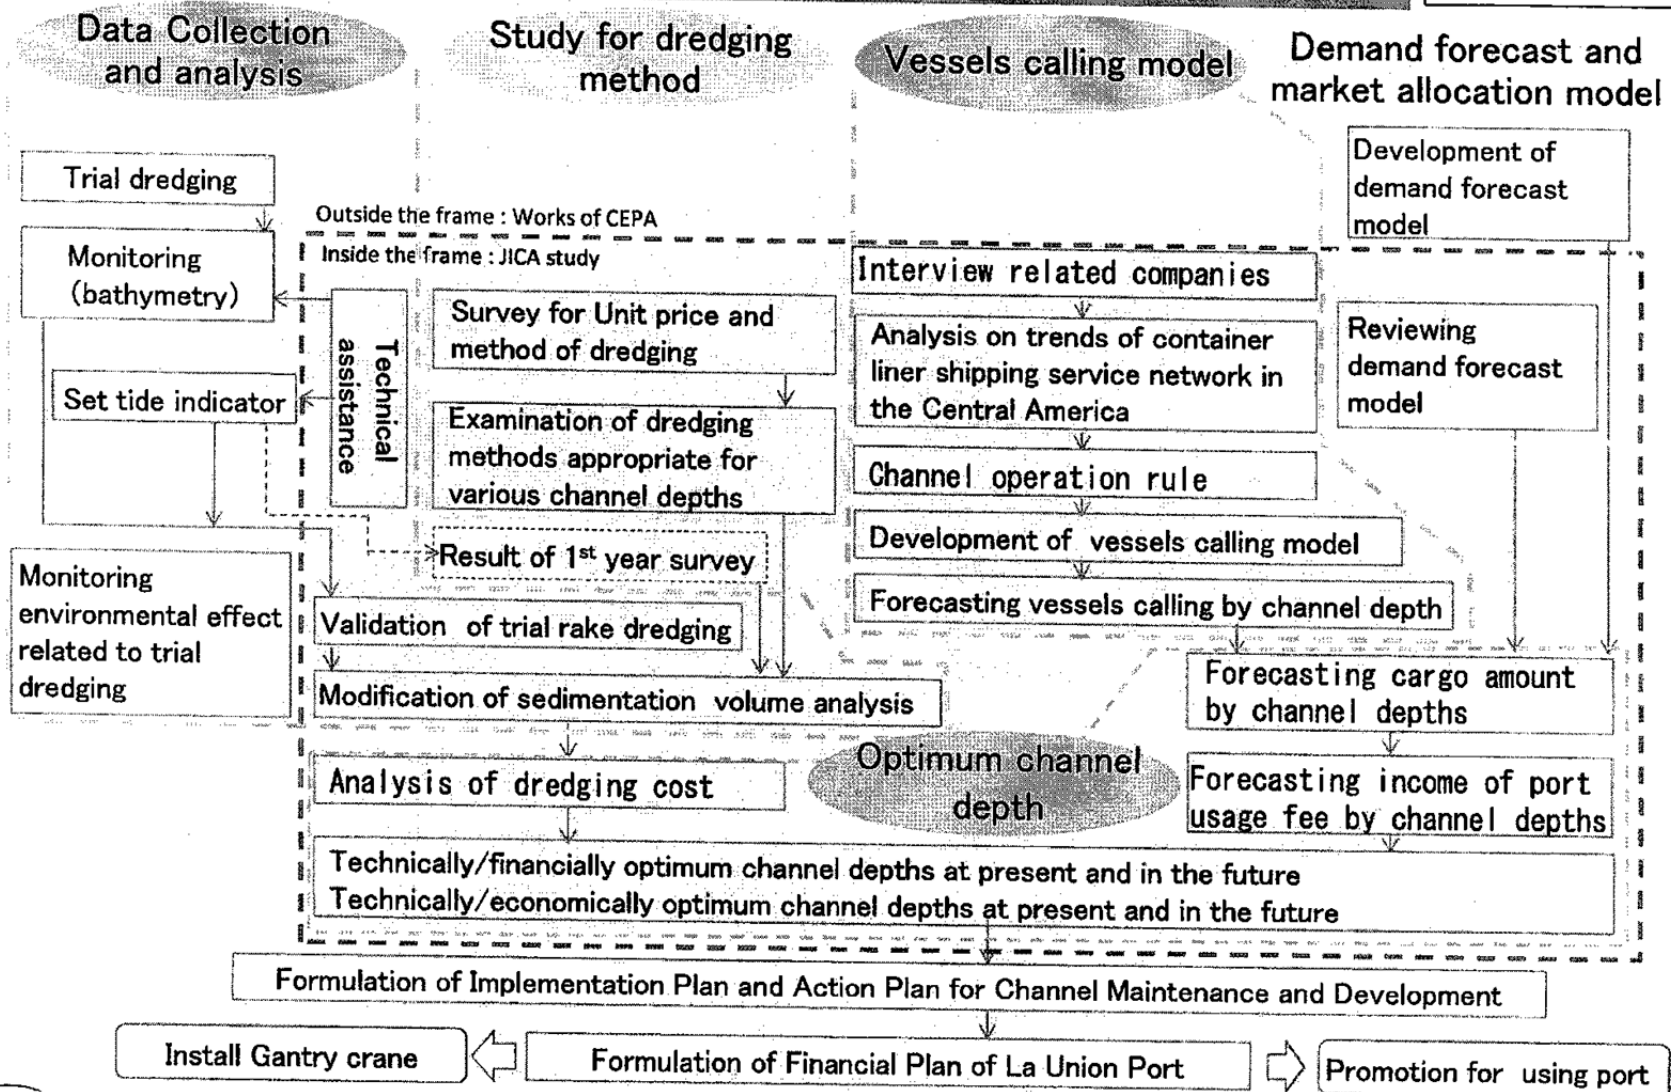 Data Collection
and analysis
Study for dredging
method
Vessels calling model
Demand forecast and
market allocation model
Trial dredging
Development of
demand forecast
model
Outside the frame : Works of CEPA
Inside the frame : JICA study
Monitoring
(bathymetry)
Technical
assistance
Set tide indicator
Survey for Unit price and
method of dredging
Examination of dredging
methods appropriate for
various channel depths
Result of 1st year survey
Interview related companies
Analysis on trends of container
liner shipping service network in
the Central America
Channel operation rule
Development of vessels calling model
Forecasting vessels calling by channel depth
Reviewing
demand forecast
model
Monitoring
environmental effect
related to trial
dredging
Validation of trial rake dredging
Modification of sedimentation volume analysis
Analysis of dredging cost
Optimum channel
depth
Forecasting cargo amount
by channel depths
Forecasting income of port
usage fee by channel depths
Technically/financially optimum channel depths at present and in the future
Technically/economically optimum channel depths at present and in the future
Formulation of Implementation Plan and Action Plan for Channel Maintenance and Development
Install Gantry crane
Formulation of Financial Plan of La Union Port
Promotion for using port